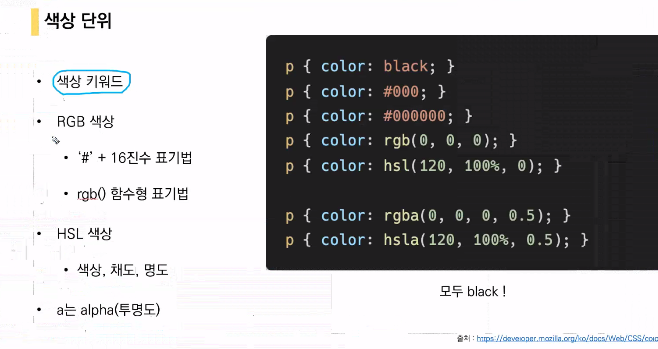 색상 단위
• 색상 키워드
• RGB 색상
• ‘#’ + 16진수 표기법
• rgb() 함수형 표기법
• HSL 색상
• 색상, 채도, 명도
• a는 alpha(투명도)
p { color: black; }
p { color: #000; }
p { color: #000000; }
p { color: rgb(0, 0, 0); }
p { color: hsl(120, 100%, 0); }
p { color: rgba(0, 0, 0, 0.5); }
p { color: hsla(120, 100%, 0.5); }
모두 black !
출처 : https://developer.mozilla.org/ko/docs/Web/CSS/